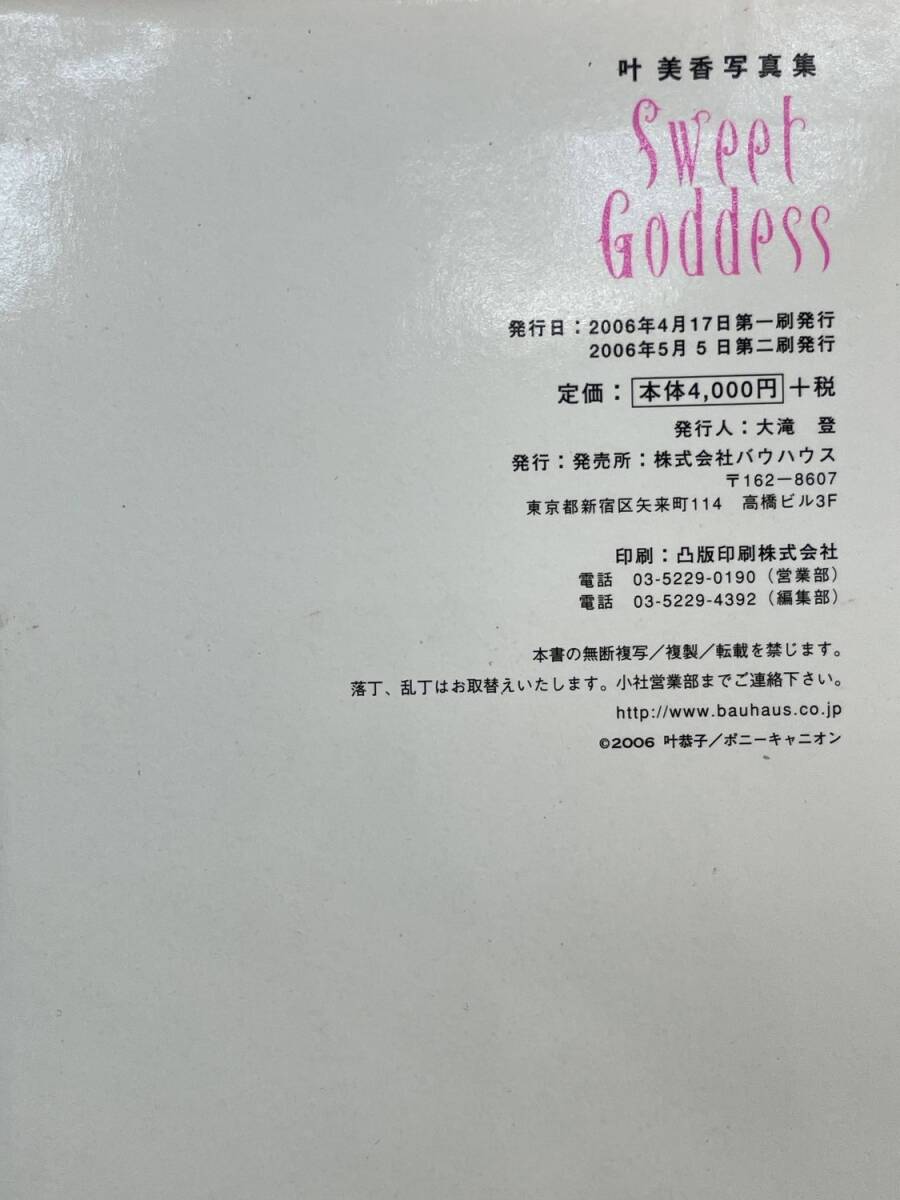 叶 美香写真集
Sweet
Goddess
発行日：2006年4月17日第一刷発行
2006年5月 5 日第二刷発行
定価：本体4,000円＋税
発行人：大滝　登
発行：発売所：株式会社バウハウス
〒162－8607
東京都新宿区矢来町114　高橋ビル3F
印刷：凸版印刷株式会社
電話　03-5229-0190（営業部）
電話　03-5229-4392（編集部）
本書の無断複写／複製／転載を禁じます。
落丁、乱丁はお取替えいたします。小社営業部までご連絡下さい。
http://www.bauhaus.co.jp
©2006 叶恭子／ポニーキャニオン